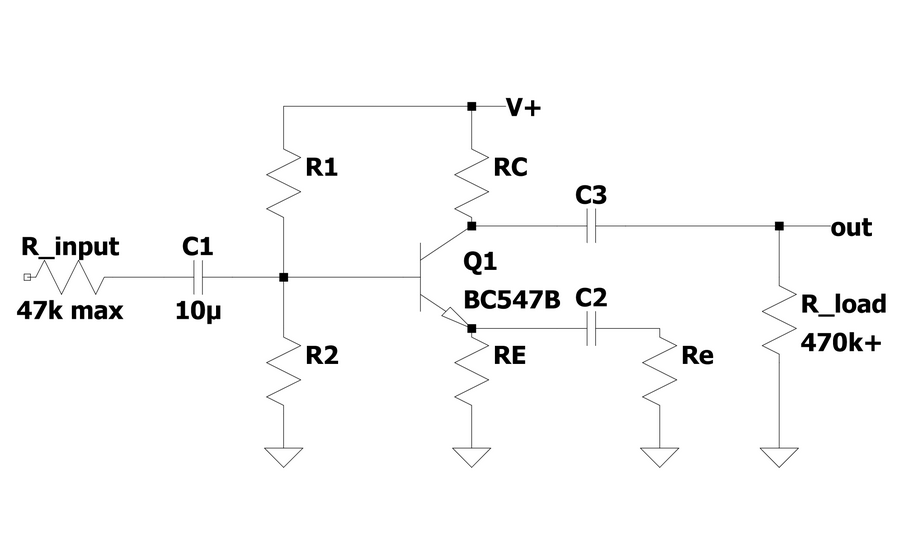 V+
R1
RC
C3
out
R_input
C1
Q1
47k max
10µ
BC547B
C2
R_load
470k+
R2
RE
Re